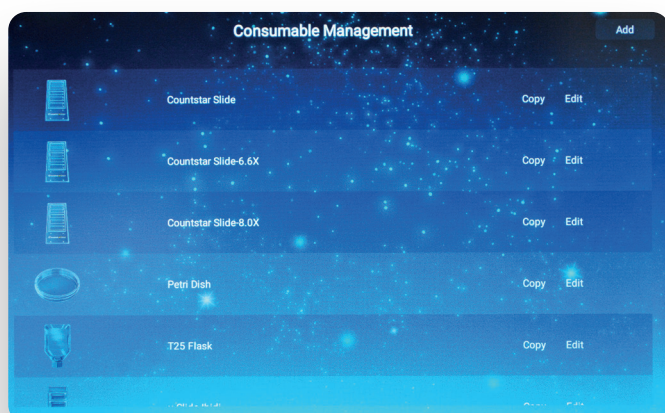 Consumable Management
Add
Countstar Slide Copy Edit
Countstar Slide-6.6X Copy Edit
Countstar Slide-8.0X Copy Edit
Petri Dish Copy Edit
T25 Flask Copy Edit